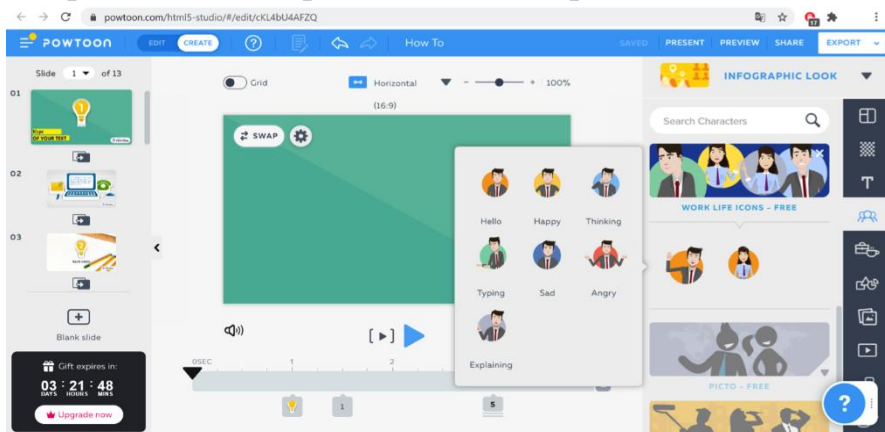 powtoon.com/html5-studio/#/edit/cKL4bU4AFZQ
POWTOON EDIT CREATE ? How To SAVED PRESENT PREVIEW SHARE EXPORT
Slide 1 of 13
Grid Horizontal - + 100%
(16:9)
INFOGRAPHIC LOOK
Search Characters
01
OF YOUR TEXT
SWAP
T
02
WORK LIFE ICONS - FREE
Hello Happy Thinking
03
Typing Sad Angry
Blank slide
Explaining
PICTO - FREE
Gift expires in:
0SEC 1 2
03 : 21 : 48
DAYS HOURS MINS
Upgrade now
1 5
?